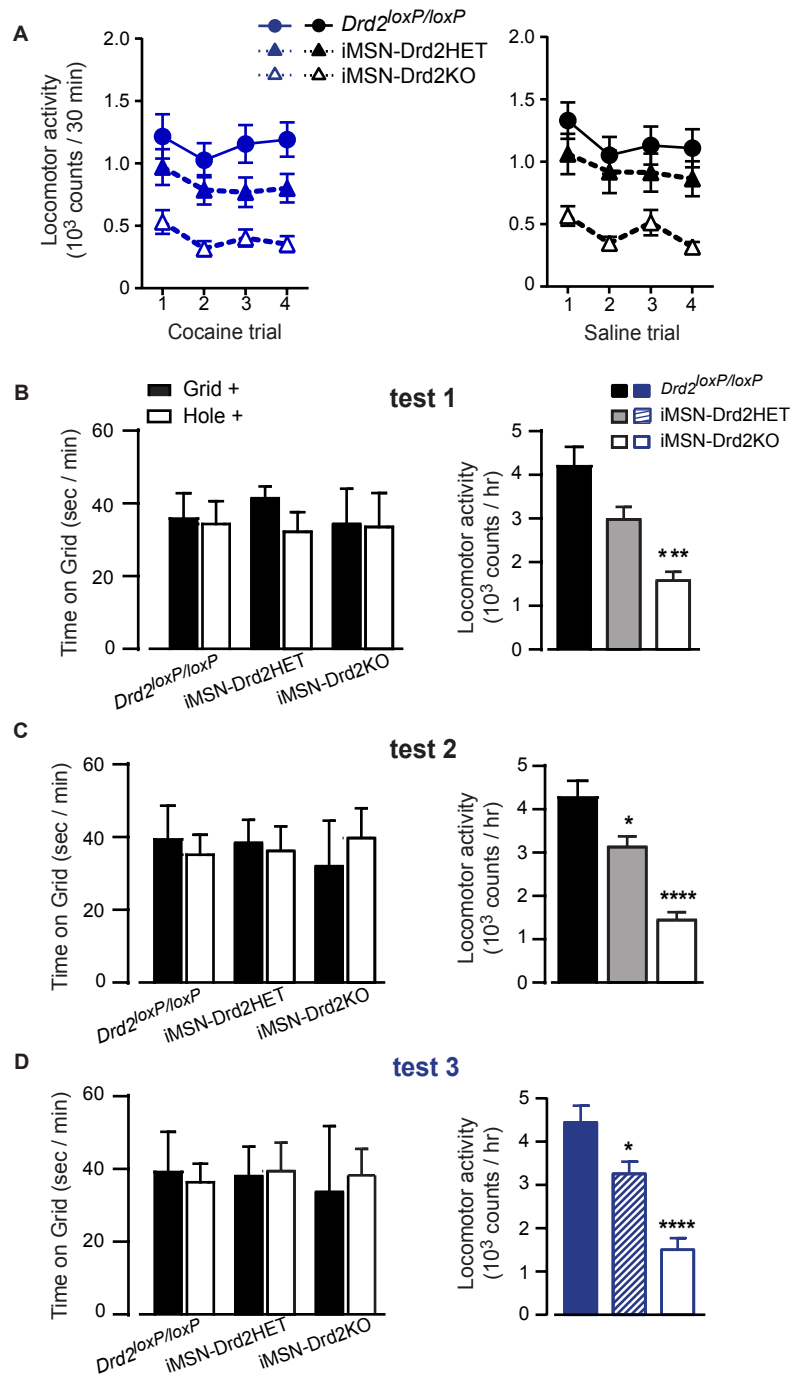 A
Drd2loxP/loxP
iMSN-Drd2HET
iMSN-Drd2KO
Locomotor activity
(10³ counts / 30 min)
2.0
1.5
1.0
0.5
0
1 2 3 4
Cocaine trial
2.0
1.5
1.0
0.5
0
1 2 3 4
Saline trial
B
Grid +
Hole +
test 1
Drd2loxP/loxP
iMSN-Drd2HET
iMSN-Drd2KO
Time on Grid (sec / min)
60
40
20
0
Drd2loxP/loxP
iMSN-Drd2HET
iMSN-Drd2KO
Locomotor activity
(10³ counts / hr)
5
4
3
2
1
0
***
C
test 2
Time on Grid (sec / min)
60
40
20
0
Drd2loxP/loxP
iMSN-Drd2HET
iMSN-Drd2KO
Locomotor activity
(10³ counts / hr)
5
4
3
2
1
0
*
****
D
test 3
Time on Grid (sec / min)
60
40
20
0
Drd2loxP/loxP
iMSN-Drd2HET
iMSN-Drd2KO
Locomotor activity
(10³ counts / hr)
5
4
3
2
1
0
*
****